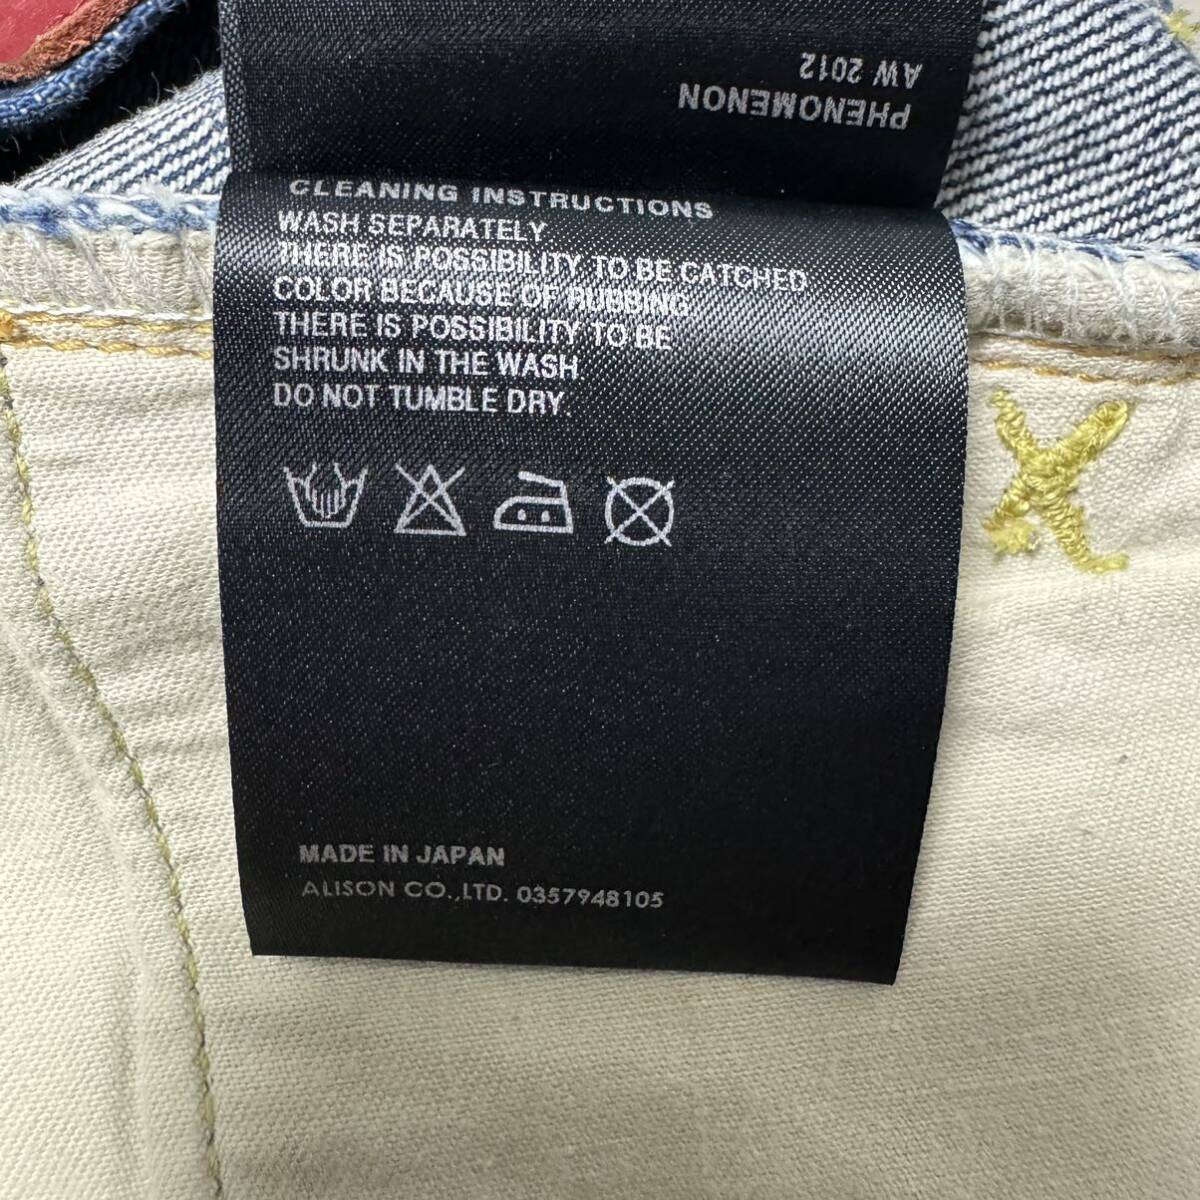 PHENOMENON
AW 2012
CLEANING INSTRUCTIONS
WASH SEPARATELY
THERE IS POSSIBILITY TO BE CATCHED
COLOR BECAUSE OF RUBBING.
THERE IS POSSIBILITY TO BE
SHRUNK IN THE WASH
DO NOT TUMBLE DRY.
MADE IN JAPAN
ALISON CO.,LTD. 0357948105